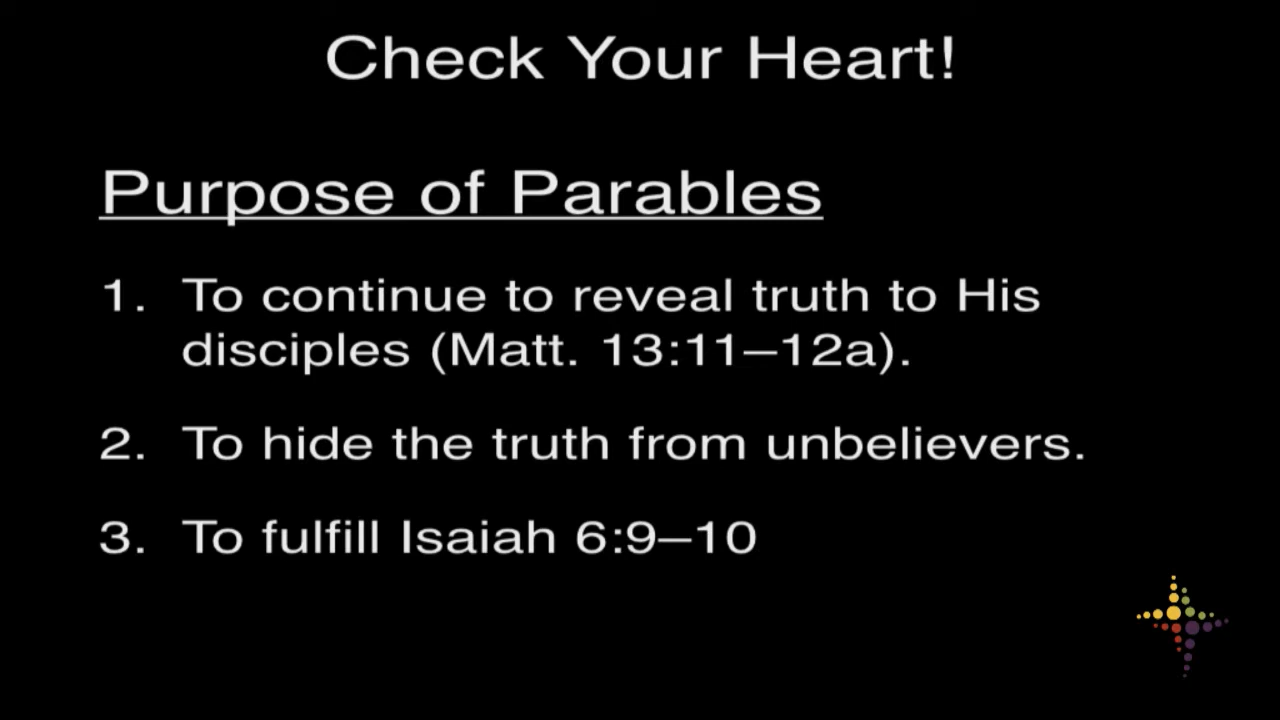 Check Your Heart!
Purpose of Parables
1. To continue to reveal truth to His
disciples (Matt. 13:11–12a).
2. To hide the truth from unbelievers.
3. To fulfill Isaiah 6:9–10